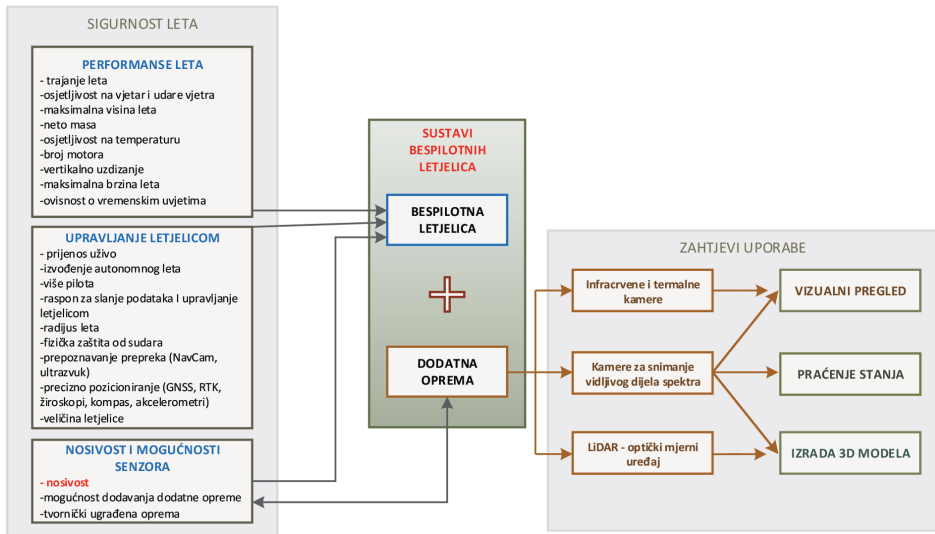 SIGURNOST LETA
PERFORMANSE LETA
- trajanje leta
-osjetljivost na vjetar i udare vjetra
-maksimalna visina leta
-neto masa
-osjetljivost na temperaturu
-broj motora
-vertikalno uzdizanje
-maksimalna brzina leta
-ovisnost o vremenskim uvjetima
UPRAVLJANJE LETJELICOM
- prijenos uživo
-izvođenje autonomnog leta
-više pilota
-raspon za slanje podataka I upravljanje
letjelicom
-radijus leta
-fizička zaštita od sudara
-prepoznavanje prepreka (NavCam,
ultrazvuk)
-precizno pozicioniranje (GNSS, RTK,
žiroskopi, kompas, akcelerometri)
-veličina letjelice
NOSIVOST I MOGUĆNOSTI
SENZORA
- nosivost
-mogućnost dodavanja dodatne opreme
-tvornički ugrađena oprema
SUSTAVI
BESPILOTNIH
LETJELICA
BESPILOTNA
LETJELICA
DODATNA
OPREMA
ZAHTJEVI UPORABE
Infracrvene i termalne
kamere
Kamere za snimanje
vidljivog dijela spektra
LiDAR - optički mjerni
uređaj
VIZUALNI PREGLED
PRAĆENJE STANJA
IZRADA 3D MODELA